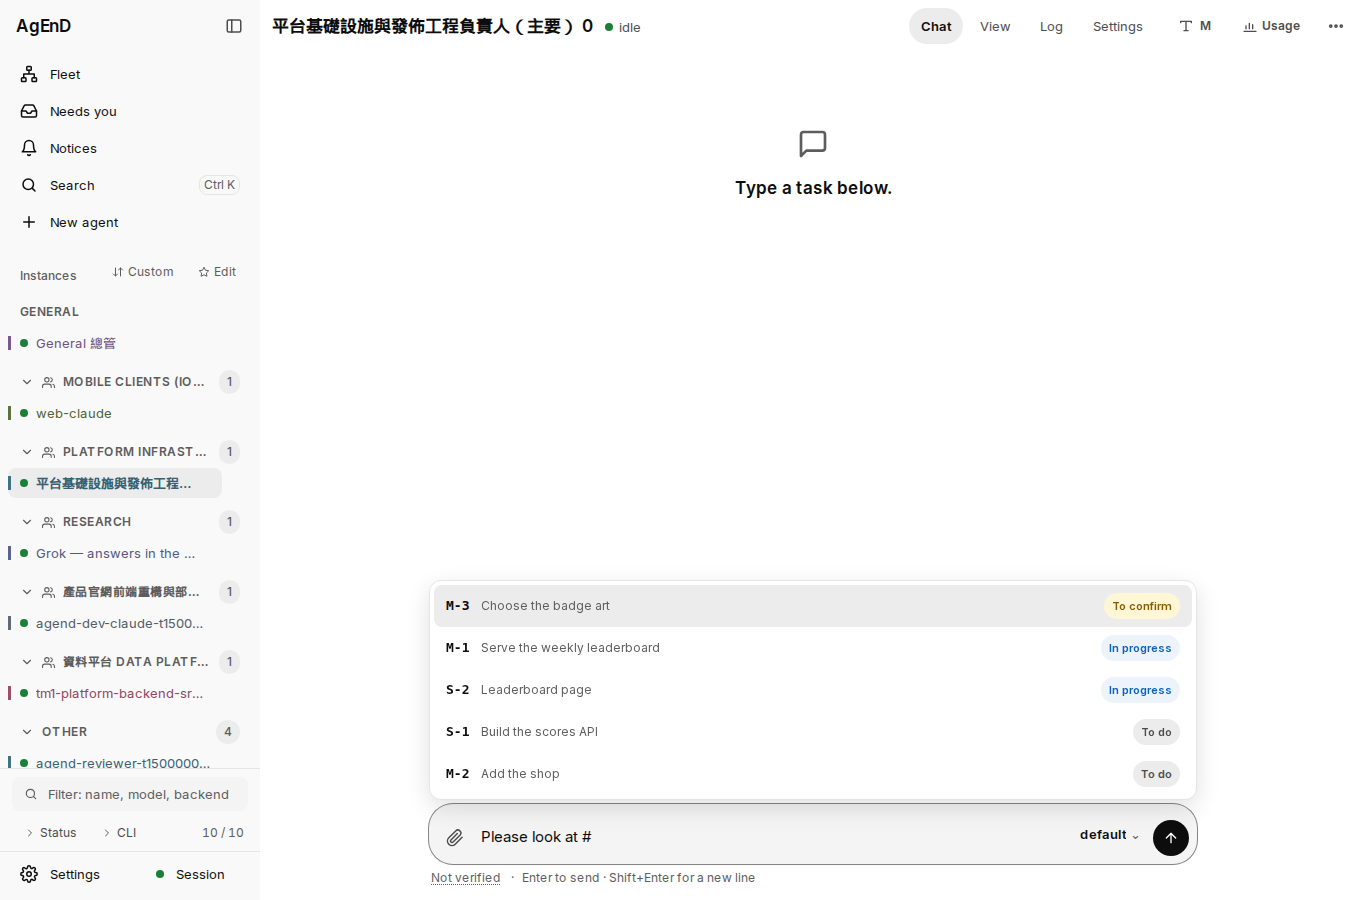 AgEnD
Fleet
Needs you
Notices
Search Ctrl K
New agent
Instances Custom Edit
GENERAL
General 總管
MOBILE CLIENTS (IO... 1
web-claude
PLATFORM INFRAST... 1
平台基礎設施與發佈工程...
RESEARCH 1
Grok — answers in the ...
產品官網前端重構與部... 1
agend-dev-claude-t1500...
資料平台 DATA PLATF... 1
tm1-platform-backend-sr...
OTHER 4
agend-reviewer-t1500000...
Filter: name, model, backend
Status CLI 10 / 10
Settings Session
平台基礎設施與發佈工程負責人（主要）0 idle
Chat View Log Settings M Usage
Type a task below.
M-3 Choose the badge art To confirm
M-1 Serve the weekly leaderboard In progress
S-2 Leaderboard page In progress
S-1 Build the scores API To do
M-2 Add the shop To do
Please look at # default
Not verified · Enter to send · Shift+Enter for a new line